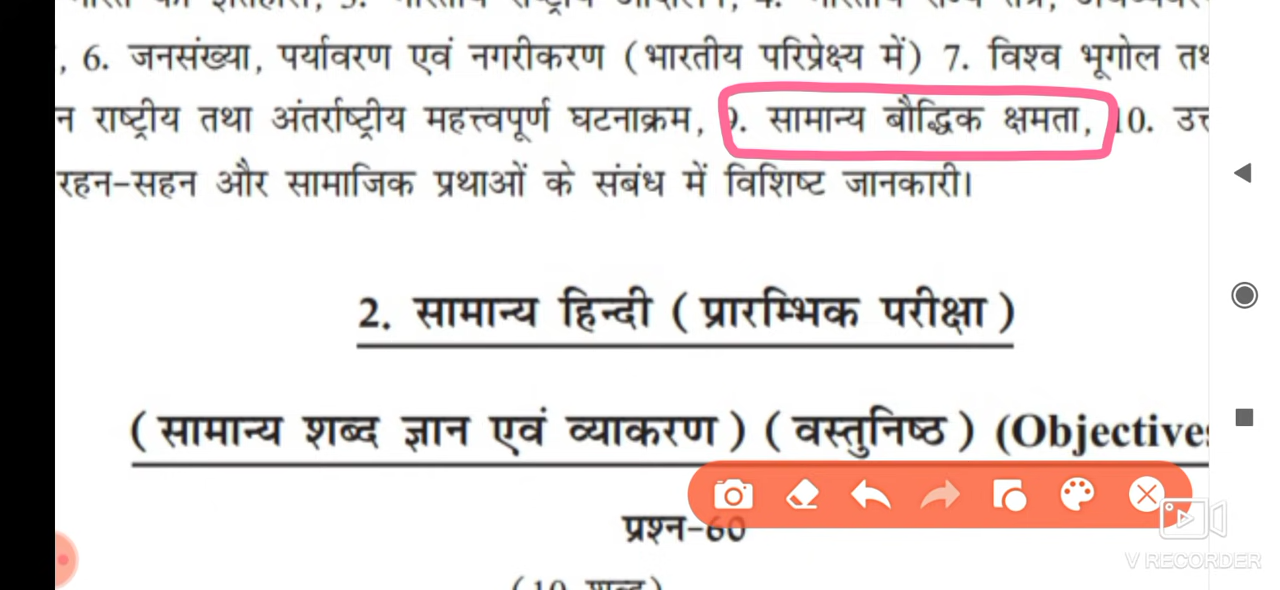 , 6. जनसंख्या, पर्यावरण एवं नगरीकरण (भारतीय परिप्रेक्ष्य में) 7. विश्व भूगोल
राष्ट्रीय तथा अंतर्राष्ट्रीय महत्त्वपूर्ण घटनाक्रम, 9. सामान्य बौद्धिक क्षमता, 10.
रहन-सहन और सामाजिक प्रथाओं के संबंध में विशिष्ट जानकारी।
2. सामान्य हिन्दी ( प्रारम्भिक परीक्षा )
( सामान्य शब्द ज्ञान एवं व्याकरण ) ( वस्तुनिष्ठ ) (Objective
प्रश्न-60
V RECORDER